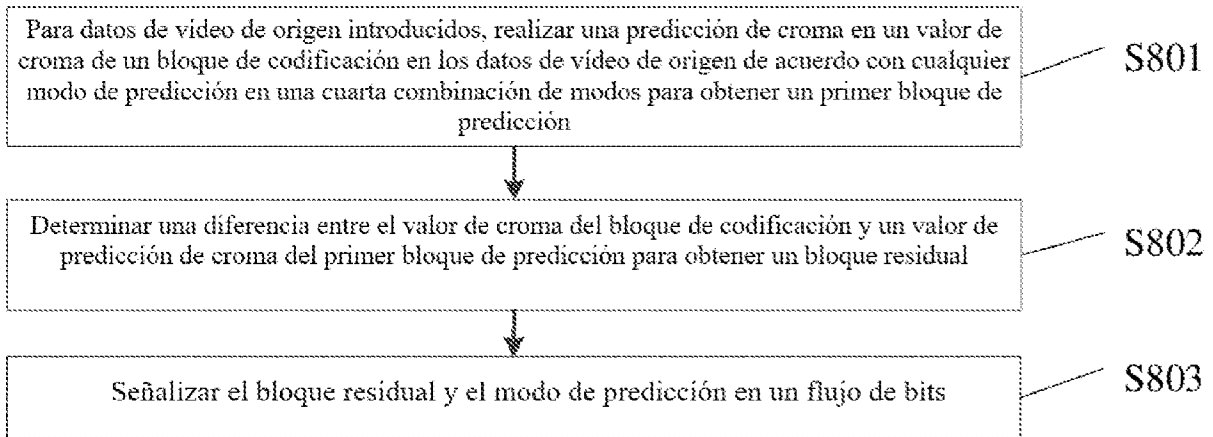 Para datos de vídeo de origen introducidos, realizar una predicción de croma en un valor de
croma de un bloque de codificación en los datos de vídeo de origen de acuerdo con cualquier
modo de predicción en una cuarta combinación de modos para obtener un primer bloque de
predicción
S801
Determinar una diferencia entre el valor de croma del bloque de codificación y un valor de
predicción de croma del primer bloque de predicción para obtener un bloque residual
S802
Señalizar el bloque residual y el modo de predicción en un flujo de bits
S803